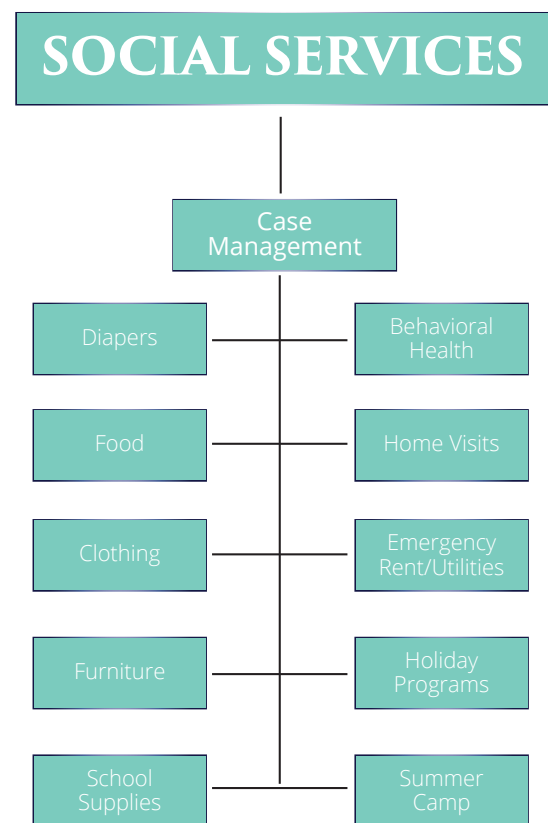 SOCIAL SERVICES
Case
Management
Diapers
Behavioral
Health
Food
Home Visits
Clothing
Emergency
Rent/Utilities
Furniture
Holiday
Programs
School
Supplies
Summer
Camp